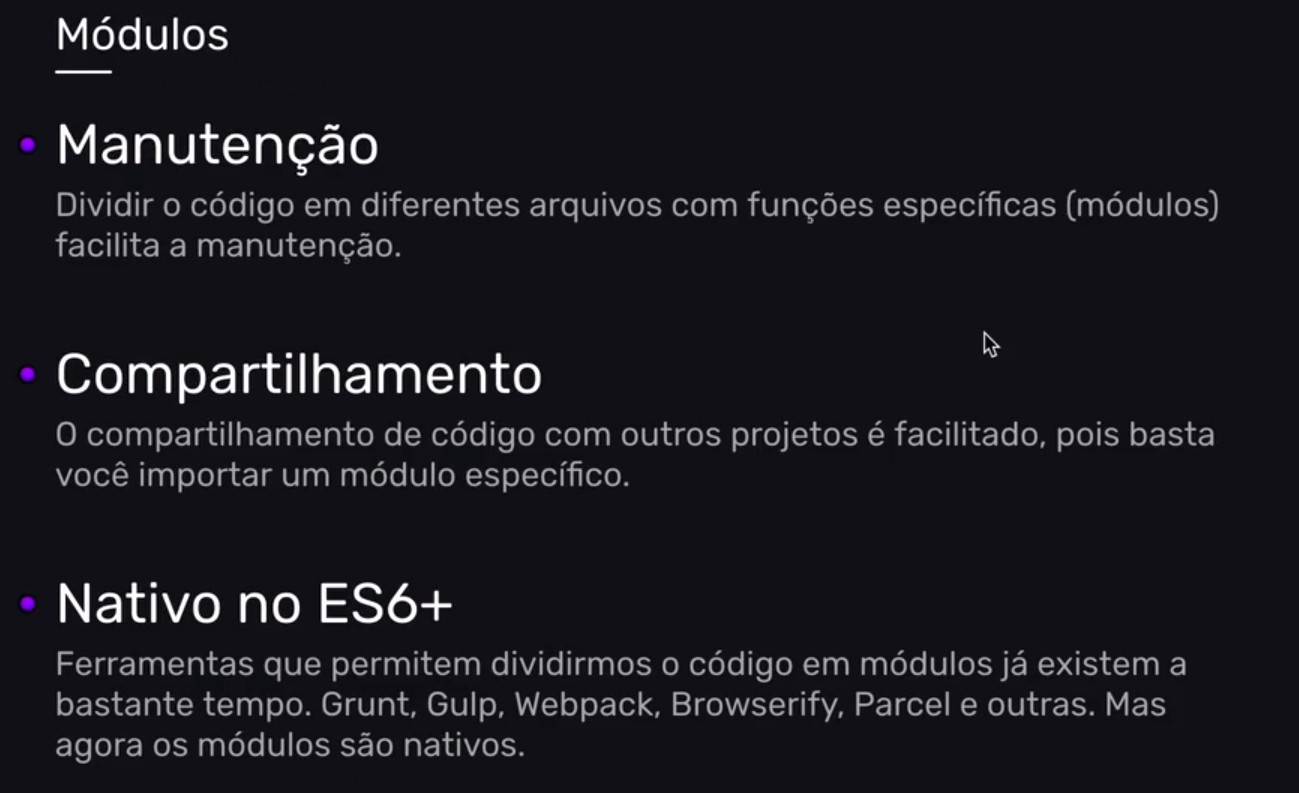 Módulos
Manutenção
Dividir o código em diferentes arquivos com funções específicas (módulos)
facilita a manutenção.
Compartilhamento
O compartilhamento de código com outros projetos é facilitado, pois basta
você importar um módulo específico.
Nativo no ES6+
Ferramentas que permitem dividirmos o código em módulos já existem a
bastante tempo. Grunt, Gulp, Webpack, Browserify, Parcel e outras. Mas
agora os módulos são nativos.